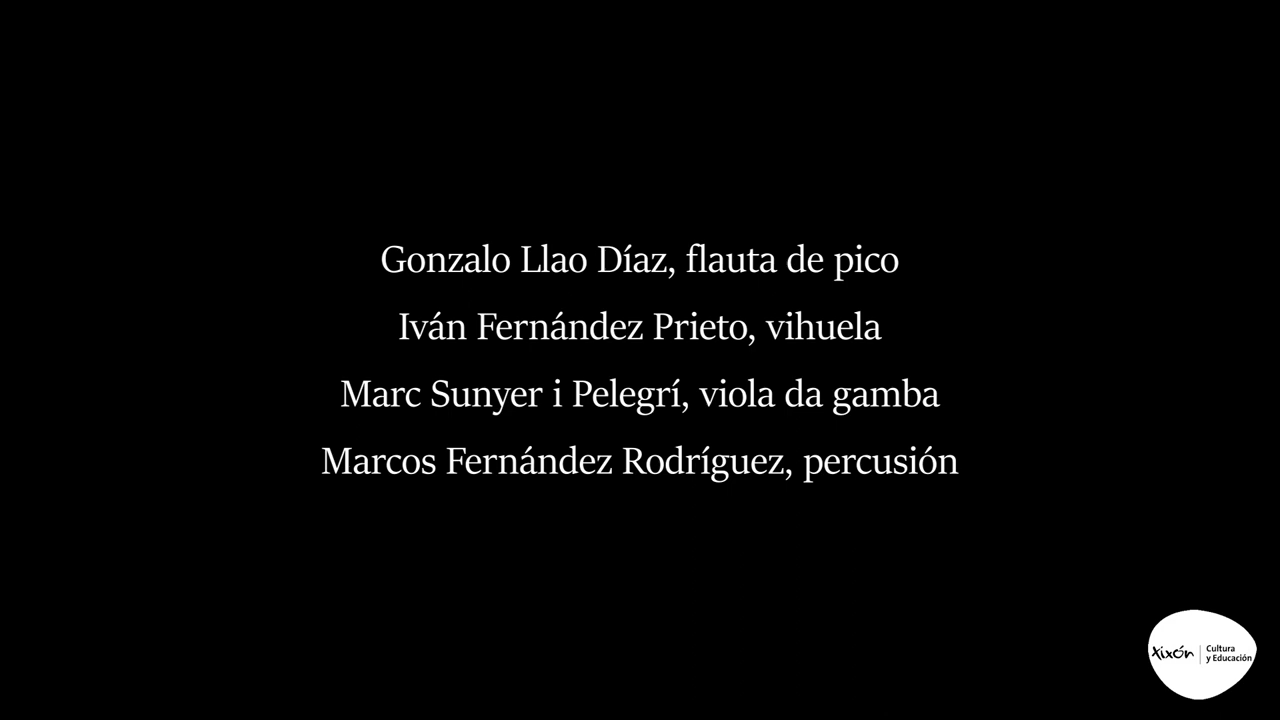 Gonzalo Llao Díaz, flauta de pico
Iván Fernández Prieto, vihuela
Marc Sunyer i Pelegrí, viola da gamba
Marcos Fernández Rodríguez, percusión
Xixón
Cultura
y Educación